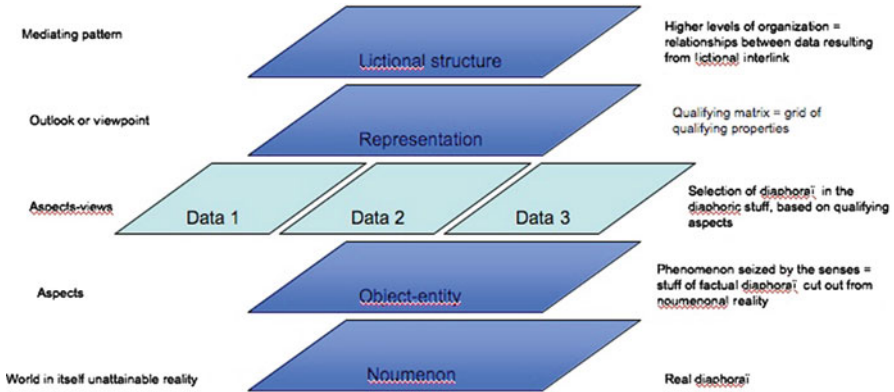 Mediating pattern
Lictional structure
Higher levels of organization =
relationships between data resulting
from lictional interlink
Outlook or viewpoint
Representation
Qualifying matrix = grid of
qualifying properties
Aspects-views
Data 1
Data 2
Data 3
Selection of diaphoraï in the
diaphoric stuff, based on qualifying
aspects
Aspects
Object-entity
Phenomenon seized by the senses =
stuff of factual diaphoraï cut out from
noumenonal reality
World in itself unattainable reality
Noumenon
Real diaphoraï